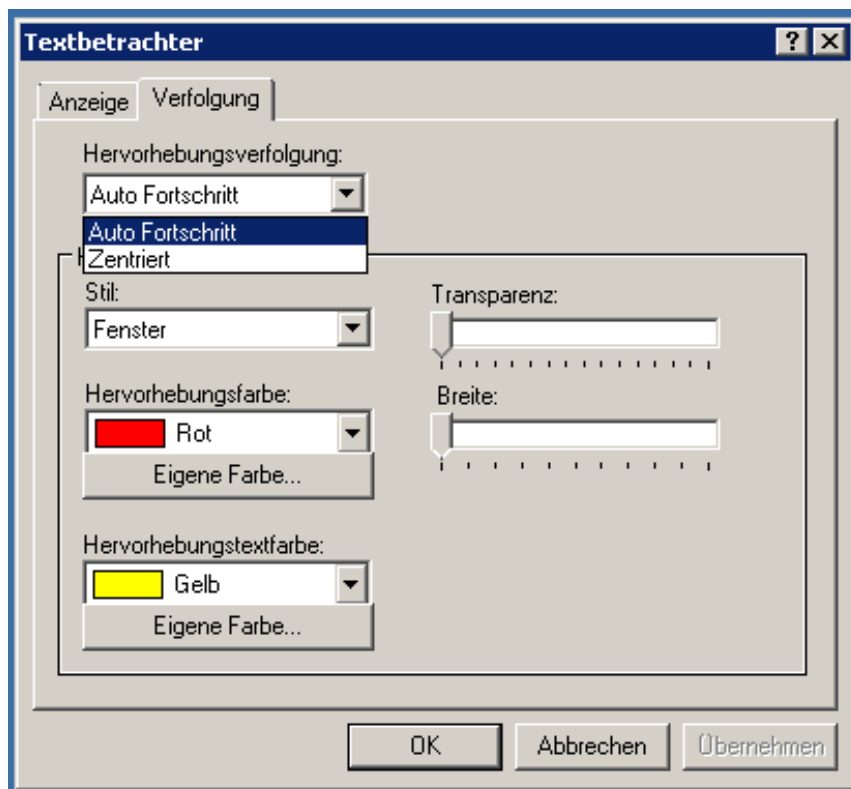 Textbetrachter
Anzeige
Verfolgung
Hervorhebungsverfolgung:
Auto Fortschritt
Auto Fortschritt
Zentriert
Stil:
Fenster
Transparenz:
Hervorhebungsfarbe:
Rot
Eigene Farbe...
Breite:
Hervorhebungstextfarbe:
Gelb
Eigene Farbe...
OK
Abbrechen
Übernehmen